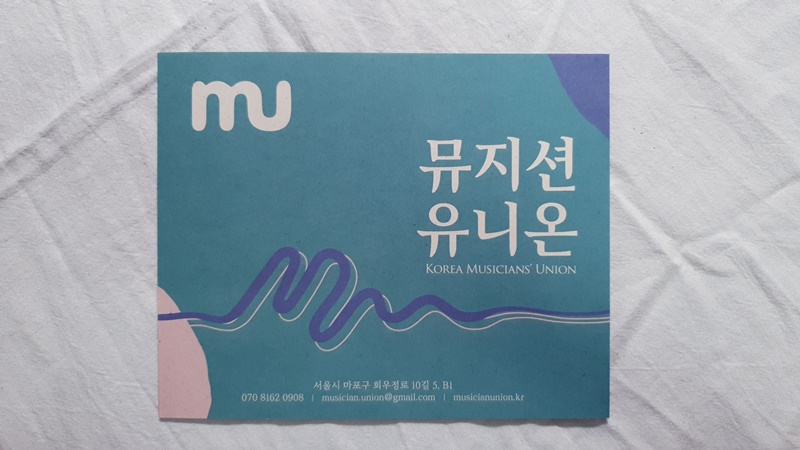 mu
뮤지션
유니온
KOREA MUSICIANS' UNION
서울시 마포구 희우정로 10길 5, B1
070 8162 0908 | musician.union@gmail.com | musicianunion.kr